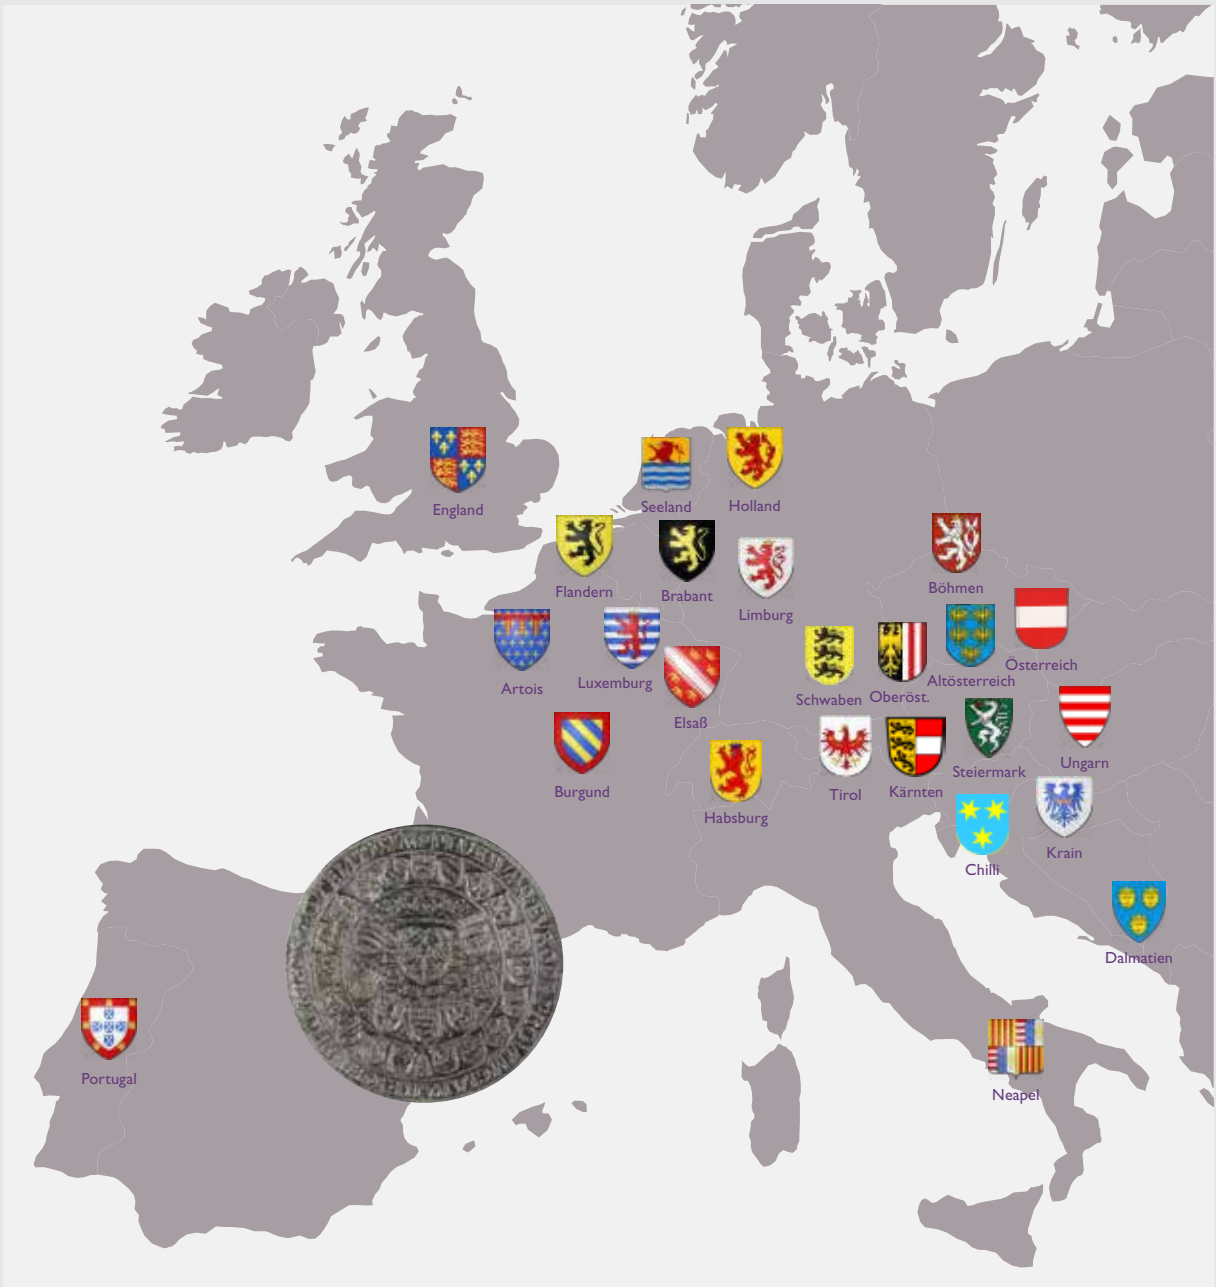 England
Seeland
Holland
Flandern
Brabant
Limburg
Böhmen
Artois
Luxemburg
Elsaß
Schwaben
Oberöst.
Altösterreich
Österreich
Burgund
Habsburg
Tirol
Kärnten
Steiermark
Ungarn
Chilli
Krain
Dalmatien
Portugal
Neapel